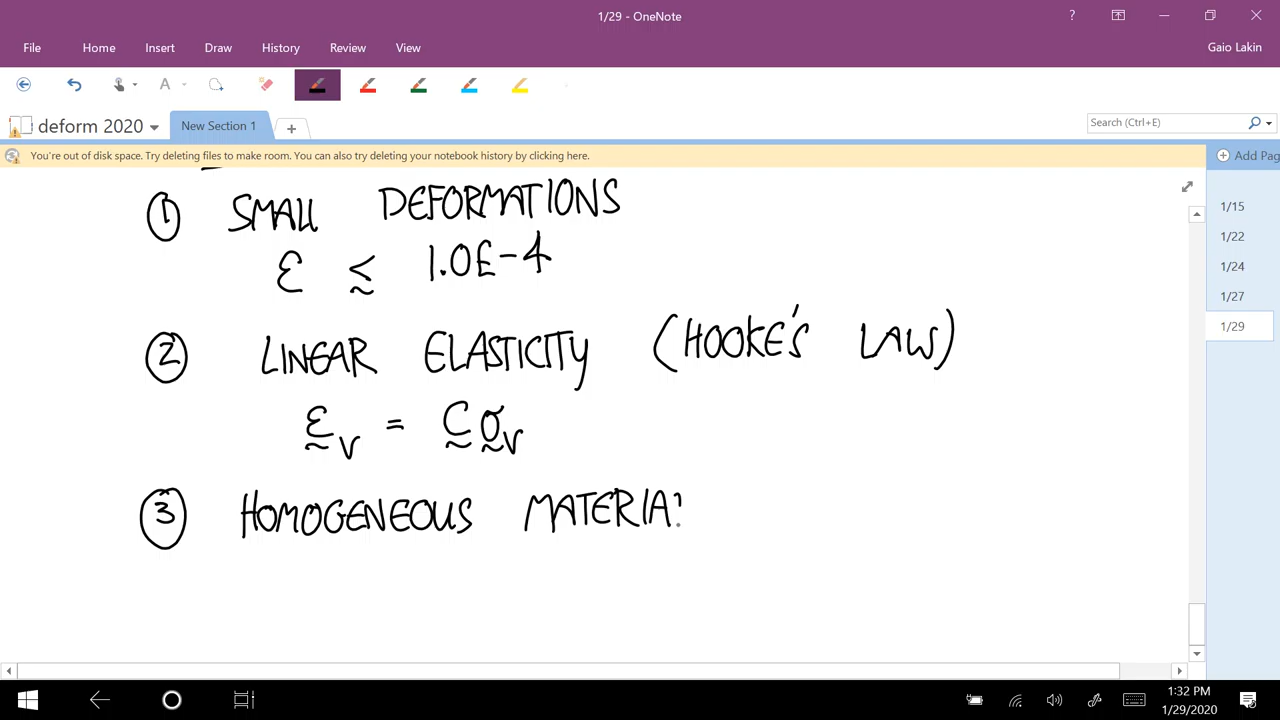 1/29 - OneNote
?
File Home Insert Draw History Review View Gaio Lakin
A
deform 2020 New Section 1 + Search (Ctrl+E)
You're out of disk space. Try deleting files to make room. You can also try deleting your notebook history by clicking here.
Add Pag
1/15
1/22
1/24
1/27
1/29
① SMALL DEFORMATIONS
ε ≤ 1.0E-4
② LINEAR ELASTICITY (HOOKE'S LAW)
ε_v = C σ_v
③ HOMOGENEOUS MATERIA
1:32 PM
1/29/2020